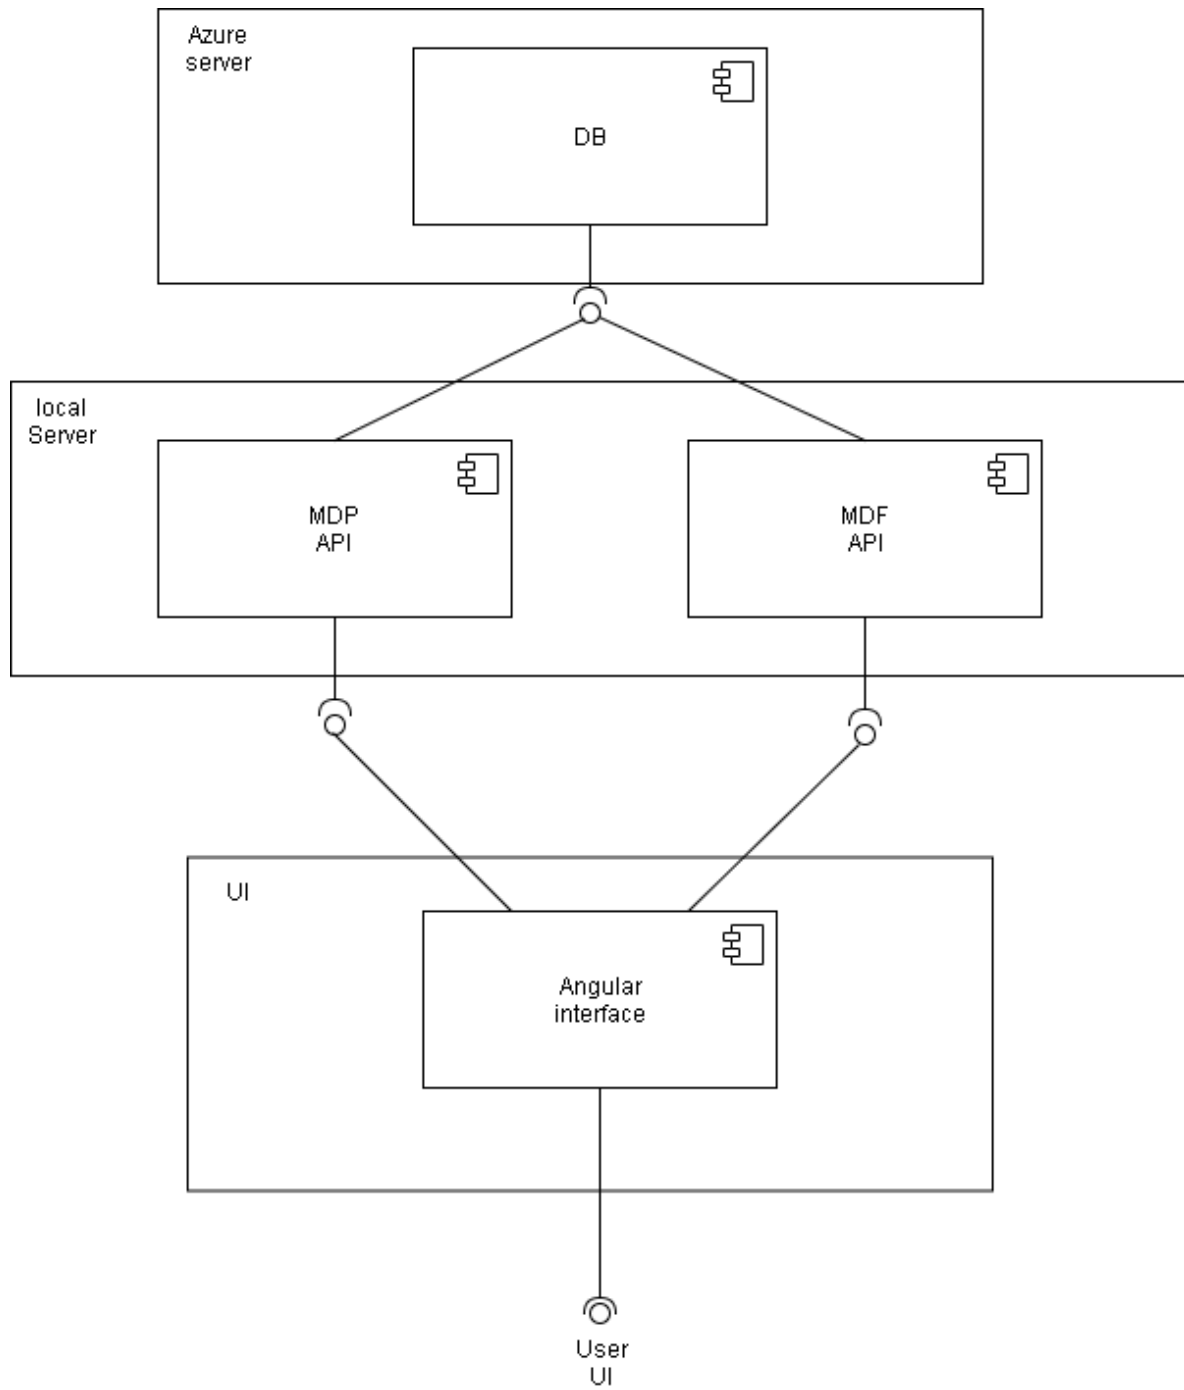 Azure
server
DB
local
Server
MDP
API
MDF
API
UI
Angular
interface
User
UI